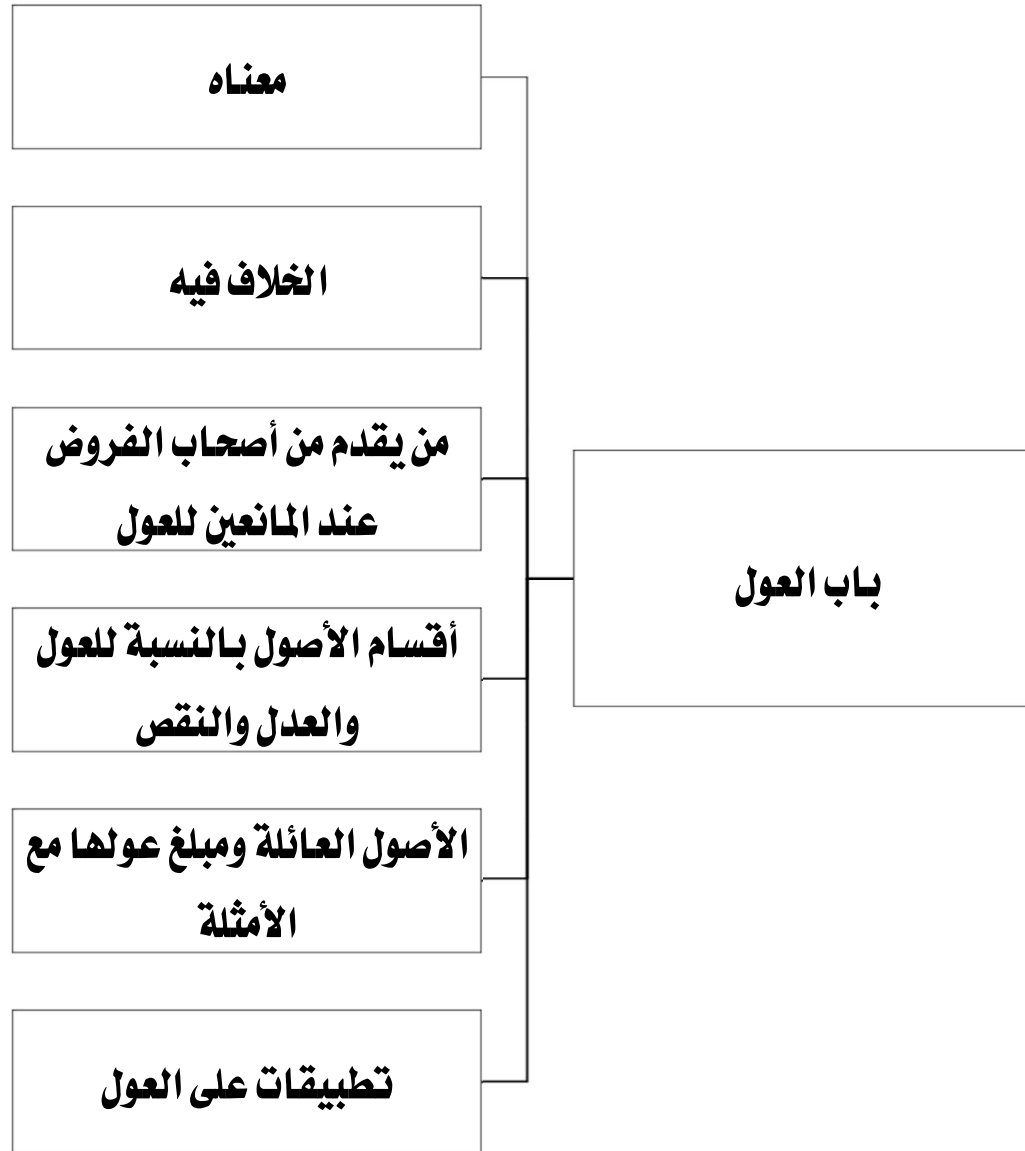 باب العول
معناه
الخلاف فيه
من يقدم من أصحاب الفروض
عند المانعين للعول
أقسام الأصول بالنسبة للعول
والعدل والنقص
الأصول العائلة ومبلغ عولها مع
الأمثلة
تطبيقات على العول